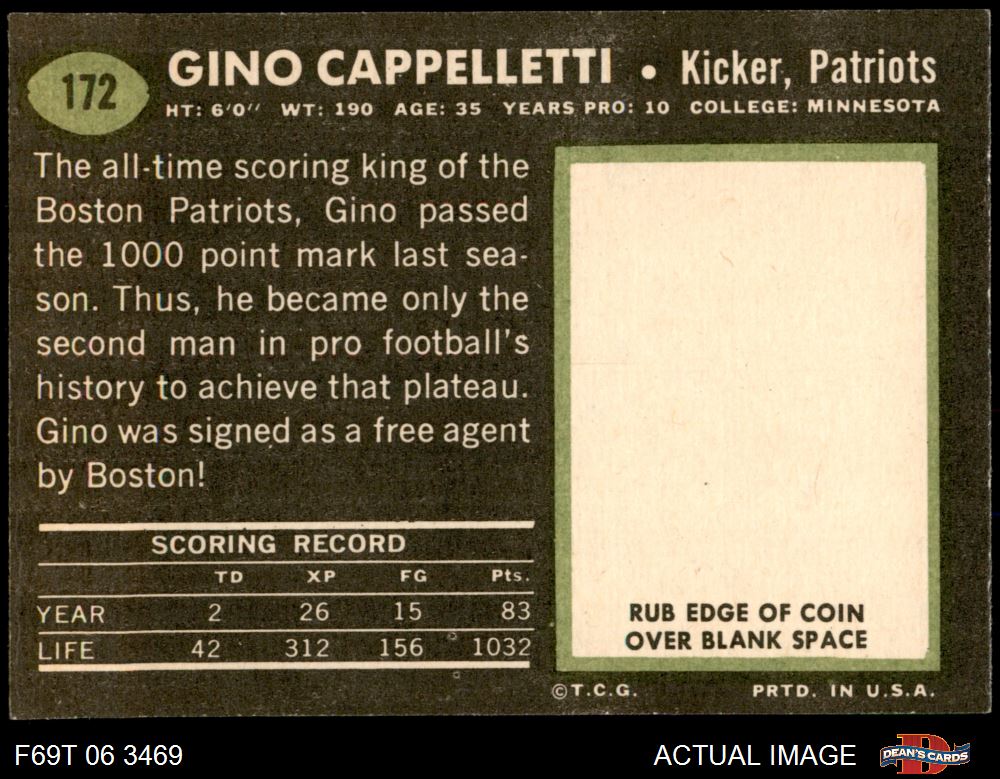 172
GINO CAPPELLETTI • Kicker, Patriots
HT: 6'0'' WT: 190 AGE: 35 YEARS PRO: 10 COLLEGE: MINNESOTA
The all-time scoring king of the
Boston Patriots, Gino passed
the 1000 point mark last sea-
son. Thus, he became only the
second man in pro football's
history to achieve that plateau.
Gino was signed as a free agent
by Boston!
SCORING RECORD
TD XP FG Pts.
YEAR 2 26 15 83
LIFE 42 312 156 1032
RUB EDGE OF COIN
OVER BLANK SPACE
©T.C.G. PRTD. IN U.S.A.
F69T 06 3469
ACTUAL IMAGE
DEAN'S CARDS